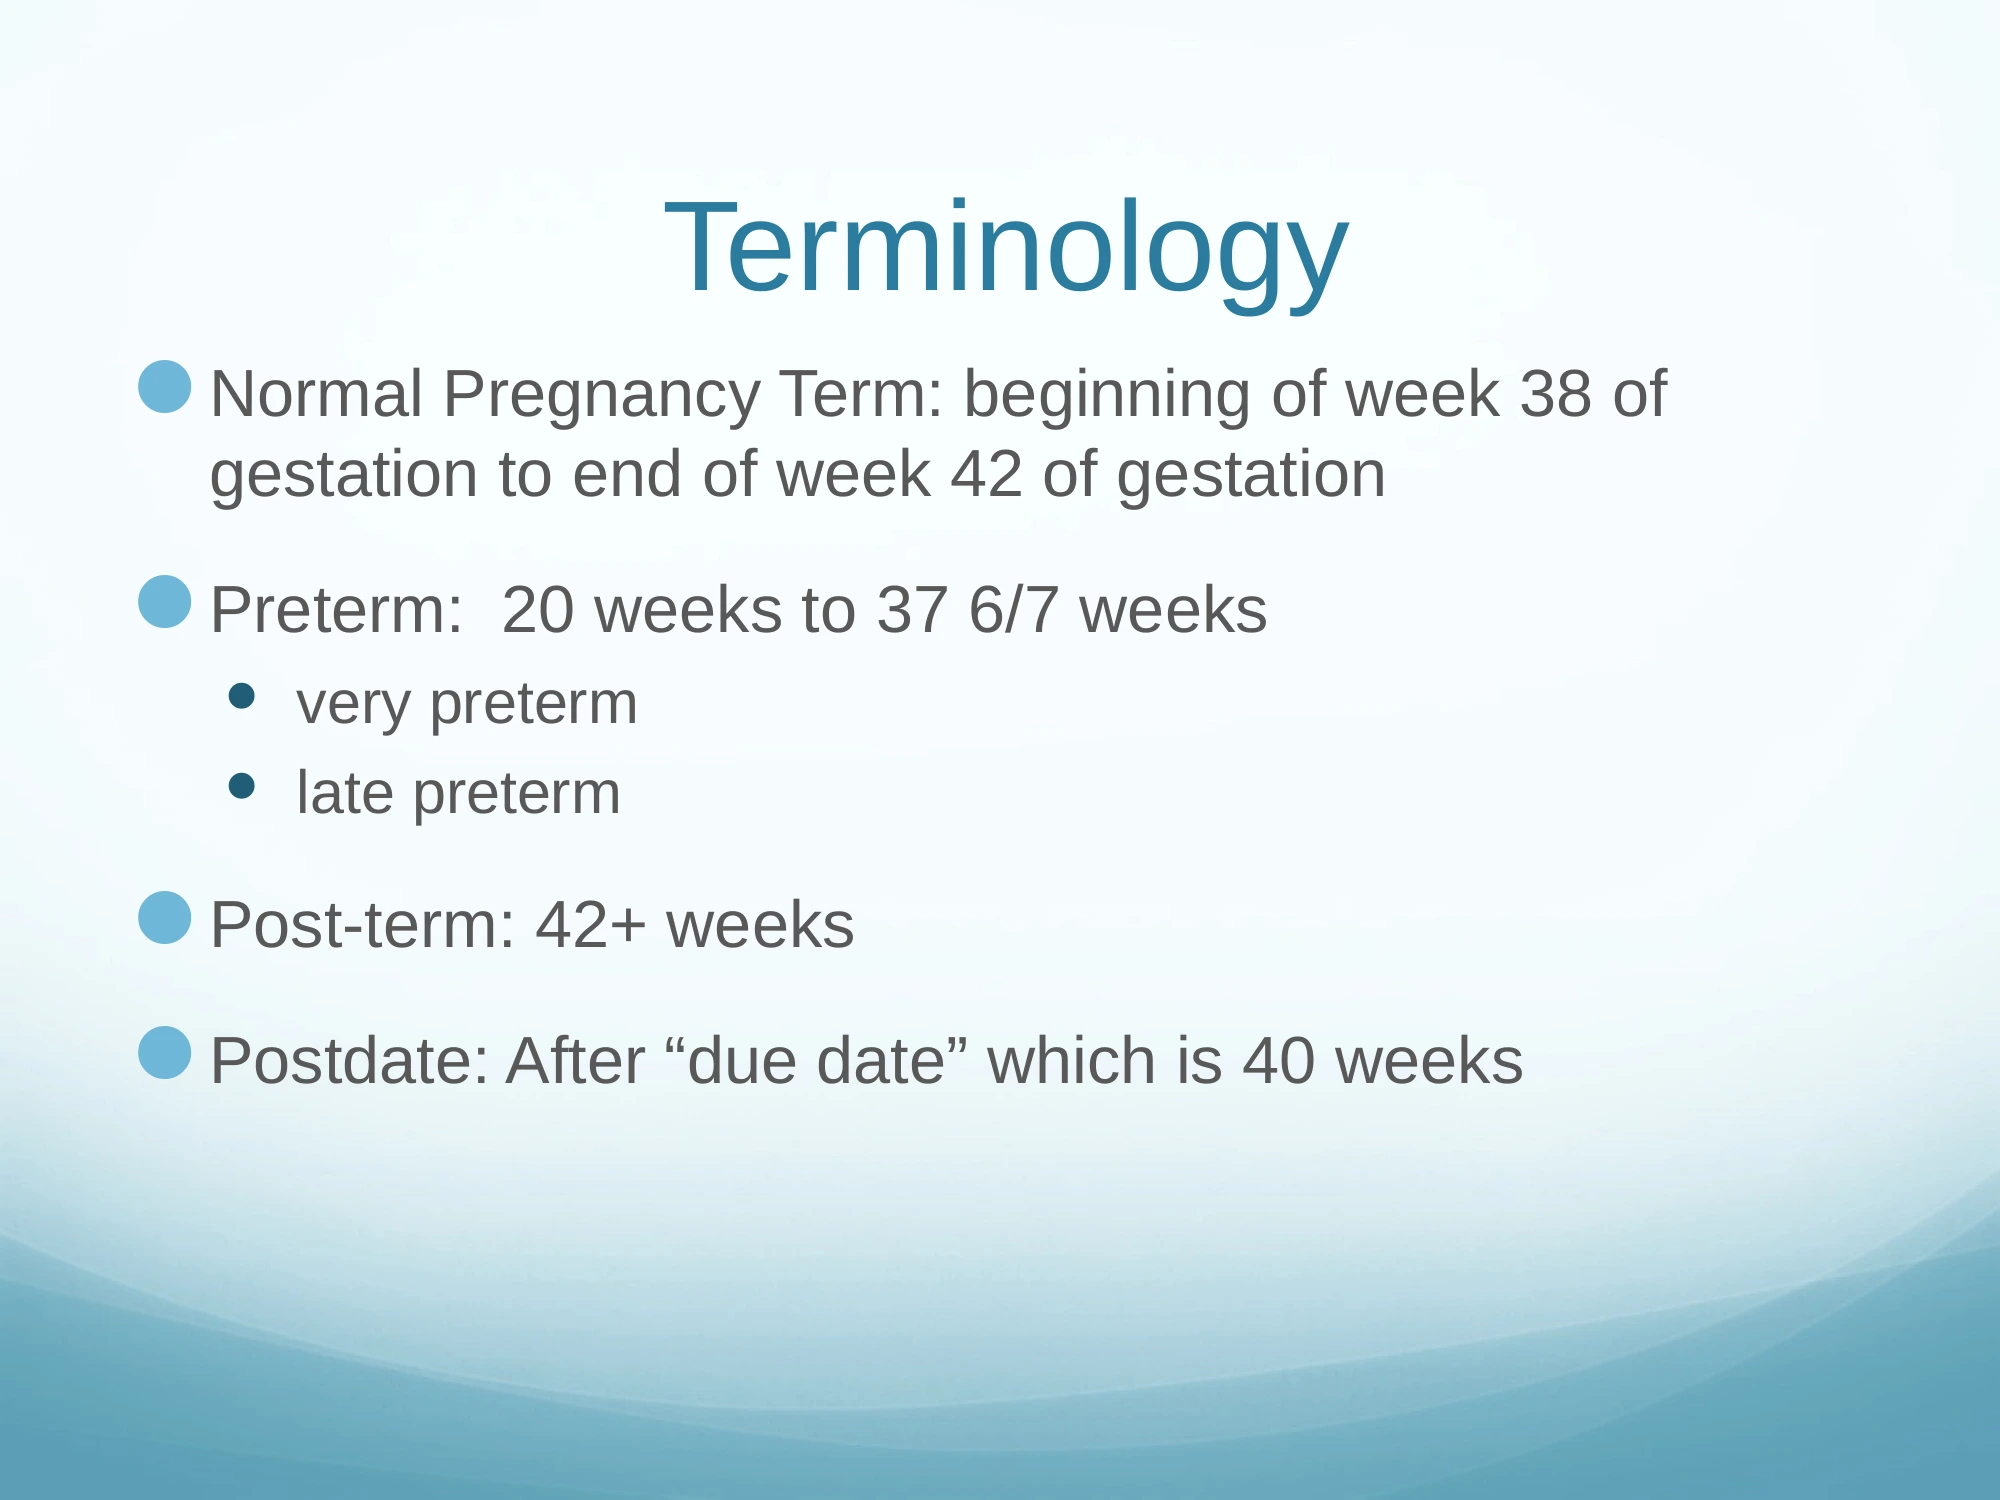 Terminology
Normal Pregnancy Term: beginning of week 38 of
gestation to end of week 42 of gestation
Preterm:  20 weeks to 37 6/7 weeks
very preterm
late preterm
Post-term: 42+ weeks
Postdate: After “due date” which is 40 weeks